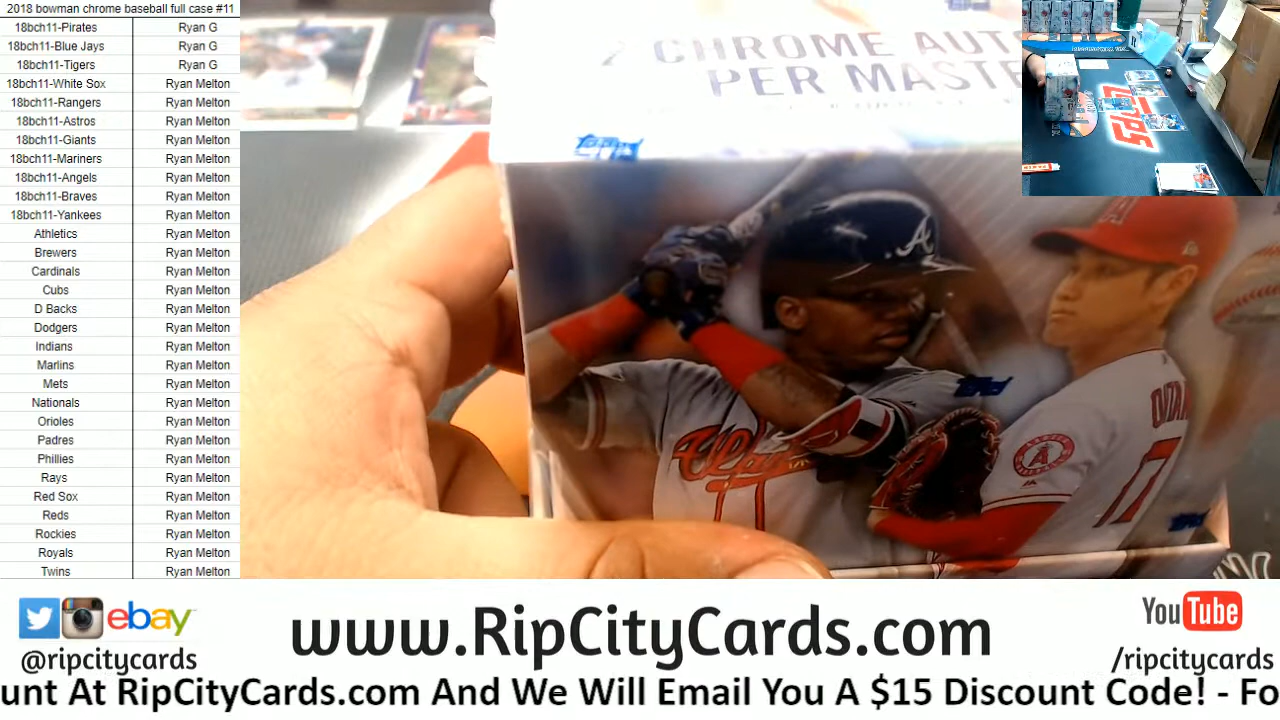 2018 bowman chrome baseball full case #11
18bch11-Pirates Ryan G
18bch11-Blue Jays Ryan G
18bch11-Tigers Ryan G
18bch11-White Sox Ryan Melton
18bch11-Rangers Ryan Melton
18bch11-Astros Ryan Melton
18bch11-Giants Ryan Melton
18bch11-Mariners Ryan Melton
18bch11-Angels Ryan Melton
18bch11-Braves Ryan Melton
18bch11-Yankees Ryan Melton
Athletics Ryan Melton
Brewers Ryan Melton
Cardinals Ryan Melton
Cubs Ryan Melton
D Backs Ryan Melton
Dodgers Ryan Melton
Indians Ryan Melton
Marlins Ryan Melton
Mets Ryan Melton
Nationals Ryan Melton
Orioles Ryan Melton
Padres Ryan Melton
Phillies Ryan Melton
Rays Ryan Melton
Red Sox Ryan Melton
Reds Ryan Melton
Rockies Ryan Melton
Royals Ryan Melton
Twins Ryan Melton
2 CHROME AUT
PER MAST
topps
A
A
17
ebay
@ripcitycards
www.RipCityCards.com
YouTube
/ripcitycards
unt At RipCityCards.com And We Will Email You A $15 Discount Code! - Fo